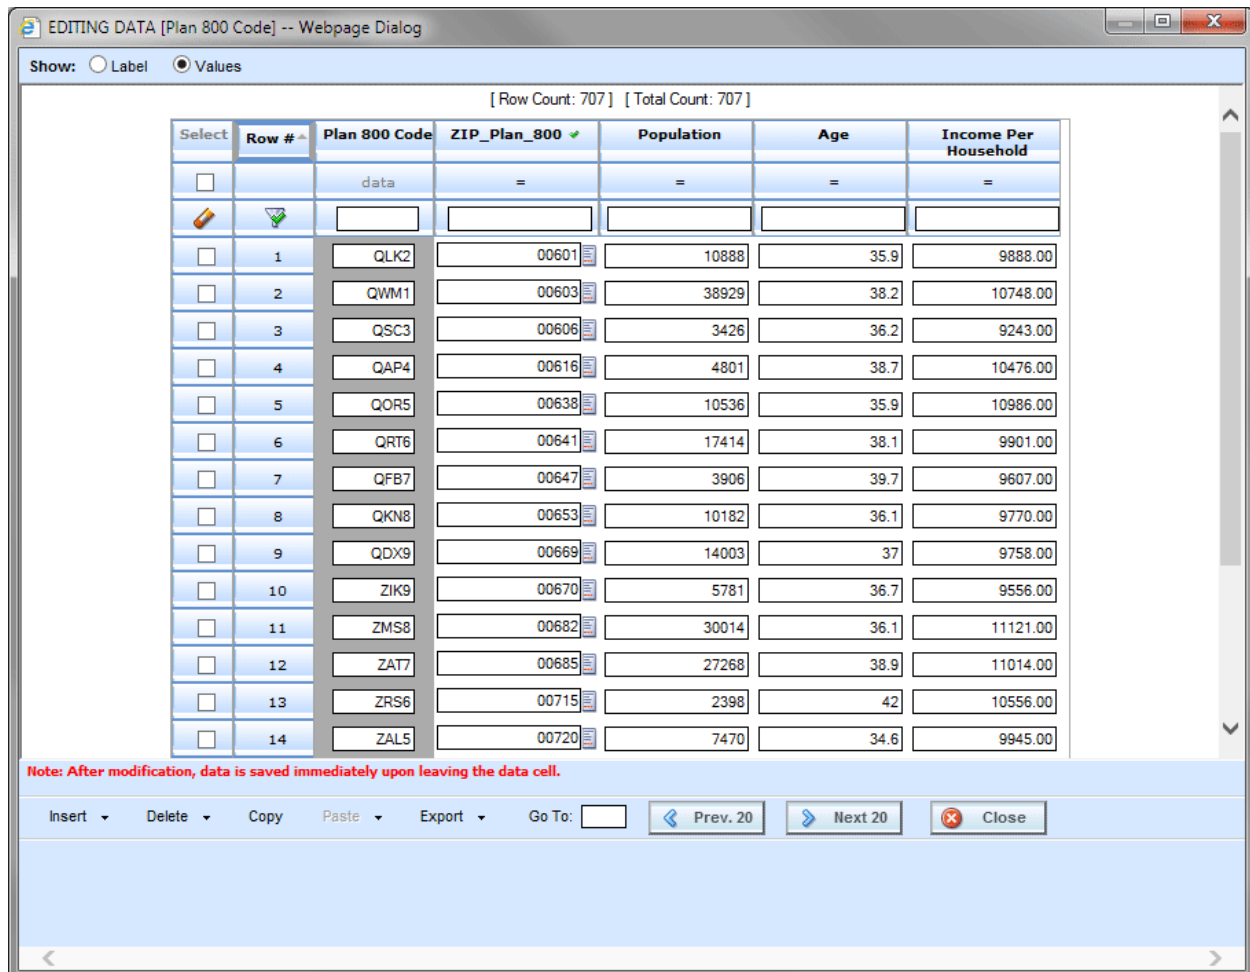 EDITING DATA [Plan 800 Code] -- Webpage Dialog
Show: Label Values
[ Row Count: 707 ] [ Total Count: 707 ]
Select Row # Plan 800 Code ZIP_Plan_800 Population Age Income Per
Household
data = = = =
1 QLK2 00601 10888 35.9 9888.00
2 QWM1 00603 38929 38.2 10748.00
3 QSC3 00606 3426 36.2 9243.00
4 QAP4 00616 4801 38.7 10476.00
5 QOR5 00638 10536 35.9 10986.00
6 QRT6 00641 17414 38.1 9901.00
7 QFB7 00647 3906 39.7 9607.00
8 QKN8 00653 10182 36.1 9770.00
9 QDX9 00669 14003 37 9758.00
10 ZIK9 00670 5781 36.7 9556.00
11 ZMS8 00682 30014 36.1 11121.00
12 ZAT7 00685 27268 38.9 11014.00
13 ZRS6 00715 2398 42 10556.00
14 ZAL5 00720 7470 34.6 9945.00
Note: After modification, data is saved immediately upon leaving the data cell.
Insert Delete Copy Paste Export Go To: Prev. 20 Next 20 Close